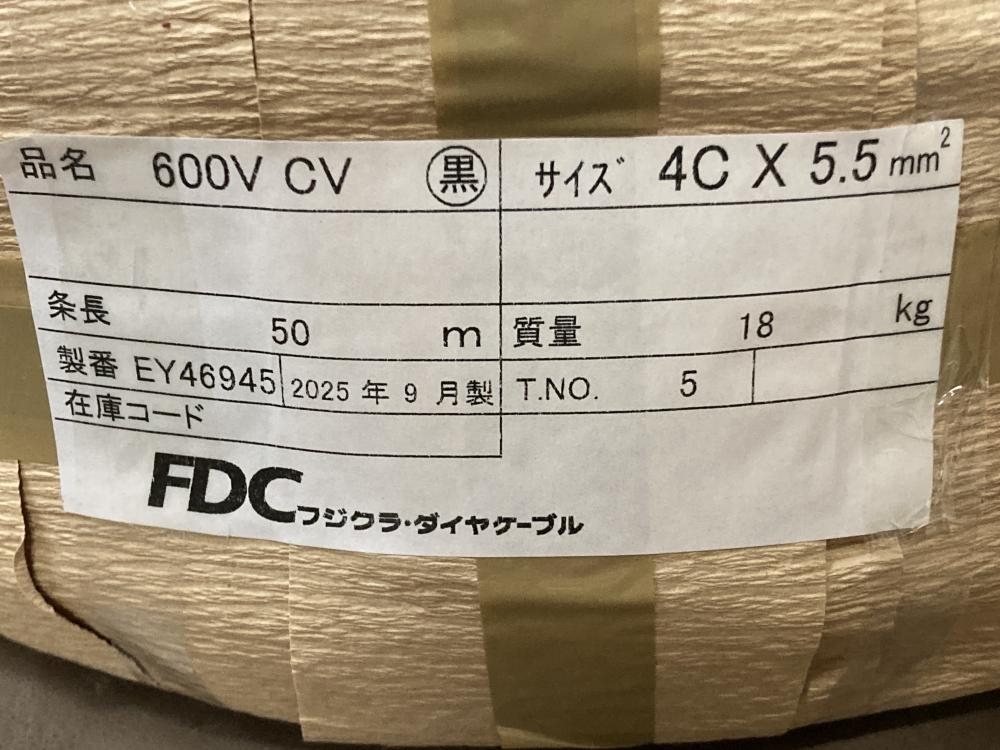 品名 600V CV �
黒 サイズ 4C X 5.5 mm²
条長 50 m 質量 18 kg
製番 EY46945 2025 年 9 月製 T.NO. 5
在庫コード
FDC フジクラ・ダイヤケーブル